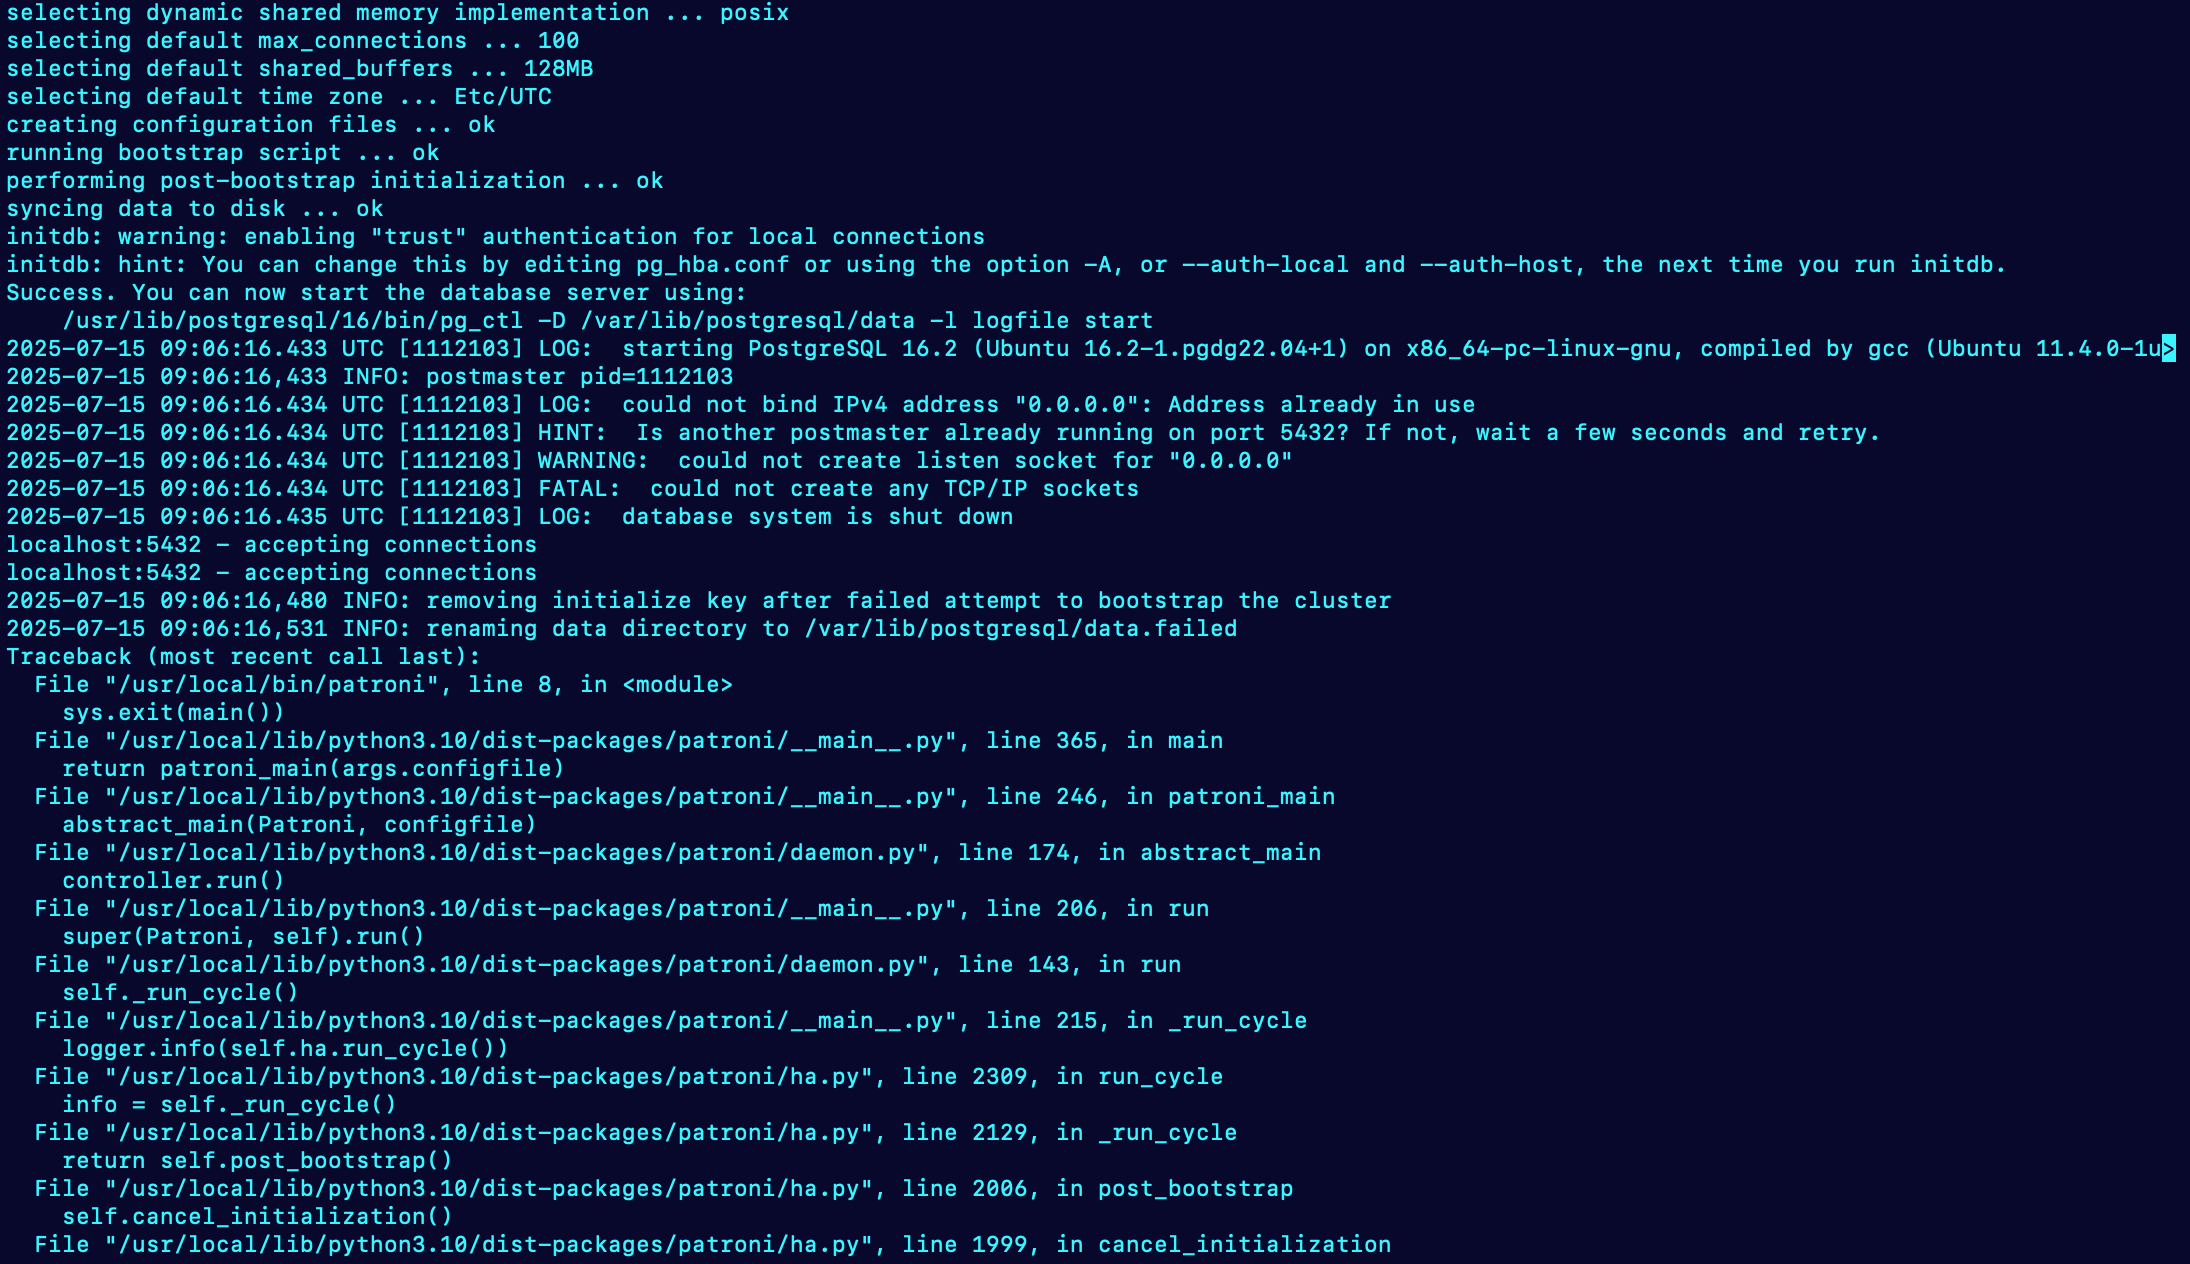 selecting dynamic shared memory implementation ... posix
selecting default max_connections ... 100
selecting default shared_buffers ... 128MB
selecting default time zone ... Etc/UTC
creating configuration files ... ok
running bootstrap script ... ok
performing post-bootstrap initialization ... ok
syncing data to disk ... ok
initdb: warning: enabling "trust" authentication for local connections
initdb: hint: You can change this by editing pg_hba.conf or using the option -A, or --auth-local and --auth-host, the next time you run initdb.
Success. You can now start the database server using:
    /usr/lib/postgresql/16/bin/pg_ctl -D /var/lib/postgresql/data -l logfile start
2025-07-15 09:06:16.433 UTC [1112103] LOG:  starting PostgreSQL 16.2 (Ubuntu 16.2-1.pgdg22.04+1) on x86_64-pc-linux-gnu, compiled by gcc (Ubuntu 11.4.0-1u>
2025-07-15 09:06:16,433 INFO: postmaster pid=1112103
2025-07-15 09:06:16.434 UTC [1112103] LOG:  could not bind IPv4 address "0.0.0.0": Address already in use
2025-07-15 09:06:16.434 UTC [1112103] HINT:  Is another postmaster already running on port 5432? If not, wait a few seconds and retry.
2025-07-15 09:06:16.434 UTC [1112103] WARNING:  could not create listen socket for "0.0.0.0"
2025-07-15 09:06:16.434 UTC [1112103] FATAL:  could not create any TCP/IP sockets
2025-07-15 09:06:16.435 UTC [1112103] LOG:  database system is shut down
localhost:5432 - accepting connections
localhost:5432 - accepting connections
2025-07-15 09:06:16,480 INFO: removing initialize key after failed attempt to bootstrap the cluster
2025-07-15 09:06:16,531 INFO: renaming data directory to /var/lib/postgresql/data.failed
Traceback (most recent call last):
  File "/usr/local/bin/patroni", line 8, in <module>
    sys.exit(main())
  File "/usr/local/lib/python3.10/dist-packages/patroni/__main__.py", line 365, in main
    return patroni_main(args.configfile)
  File "/usr/local/lib/python3.10/dist-packages/patroni/__main__.py", line 246, in patroni_main
    abstract_main(Patroni, configfile)
  File "/usr/local/lib/python3.10/dist-packages/patroni/daemon.py", line 174, in abstract_main
    controller.run()
  File "/usr/local/lib/python3.10/dist-packages/patroni/__main__.py", line 206, in run
    super(Patroni, self).run()
  File "/usr/local/lib/python3.10/dist-packages/patroni/daemon.py", line 143, in run
    self._run_cycle()
  File "/usr/local/lib/python3.10/dist-packages/patroni/__main__.py", line 215, in _run_cycle
    logger.info(self.ha.run_cycle())
  File "/usr/local/lib/python3.10/dist-packages/patroni/ha.py", line 2309, in run_cycle
    info = self._run_cycle()
  File "/usr/local/lib/python3.10/dist-packages/patroni/ha.py", line 2129, in _run_cycle
    return self.post_bootstrap()
  File "/usr/local/lib/python3.10/dist-packages/patroni/ha.py", line 2006, in post_bootstrap
    self.cancel_initialization()
  File "/usr/local/lib/python3.10/dist-packages/patroni/ha.py", line 1999, in cancel_initialization